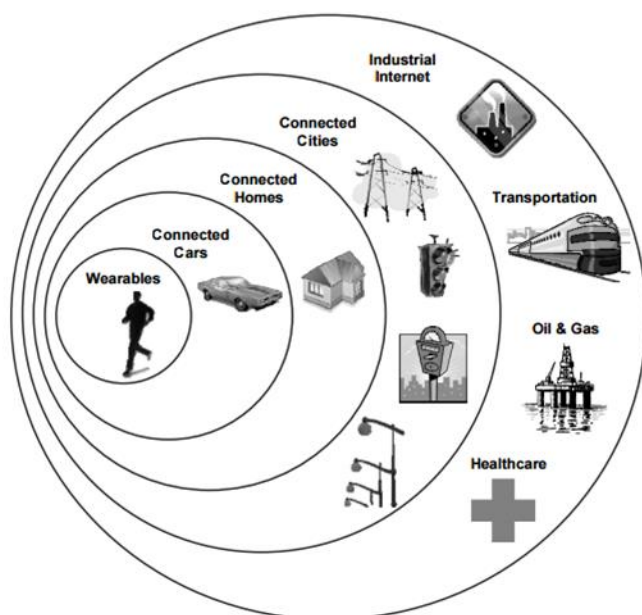 Industrial
Internet
Connected
Cities
Transportation
Connected
Homes
Connected
Cars
Wearables
Oil & Gas
Healthcare